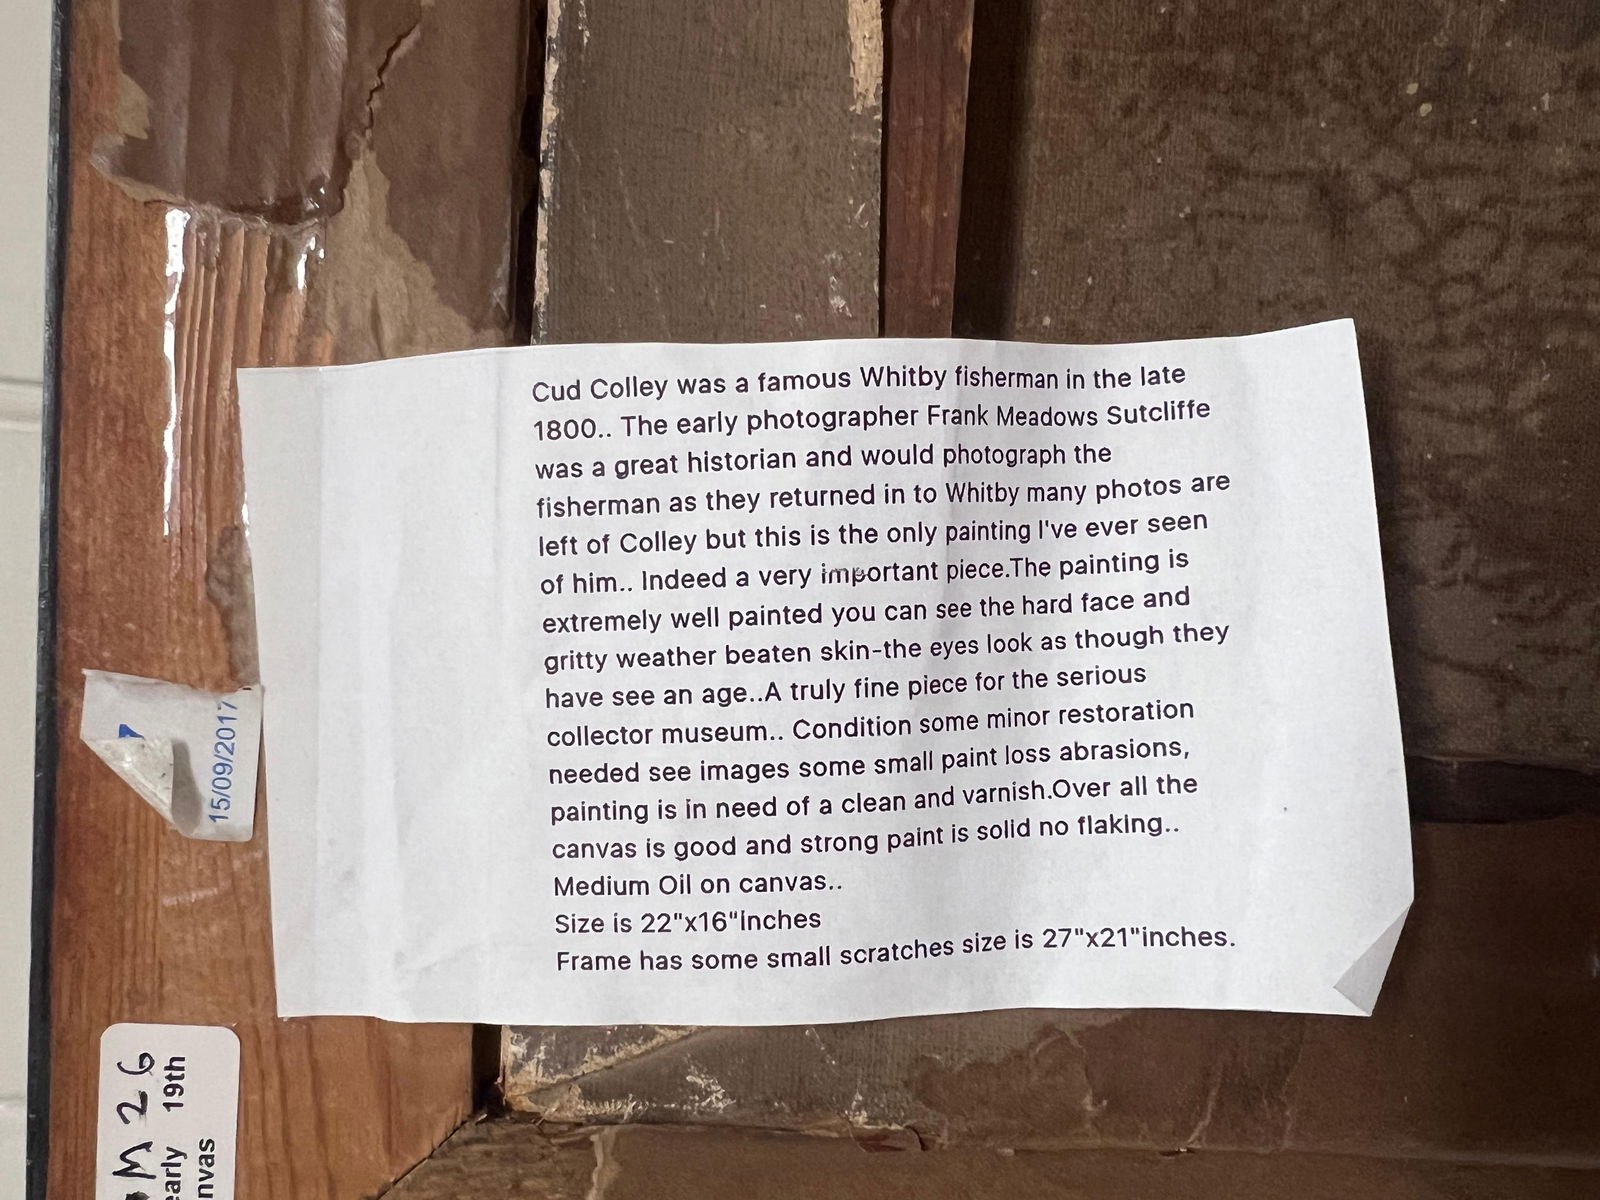 Cud Colley was a famous Whitby fisherman in the late
1800.. The early photographer Frank Meadows Sutcliffe
was a great historian and would photograph the
fisherman as they returned in to Whitby many photos are
left of Colley but this is the only painting I've ever seen
of him.. Indeed a very important piece.The painting is
extremely well painted you can see the hard face and
gritty weather beaten skin-the eyes look as though they
have see an age..A truly fine piece for the serious
collector museum.. Condition some minor restoration
needed see images some small paint loss abrasions,
painting is in need of a clean and varnish.Over all the
canvas is good and strong paint is solid no flaking..
Medium Oil on canvas..
Size is 22"x16"inches
Frame has some small scratches size is 27"x21"inches.
15/09/2017
M 26
early 19th
nvas